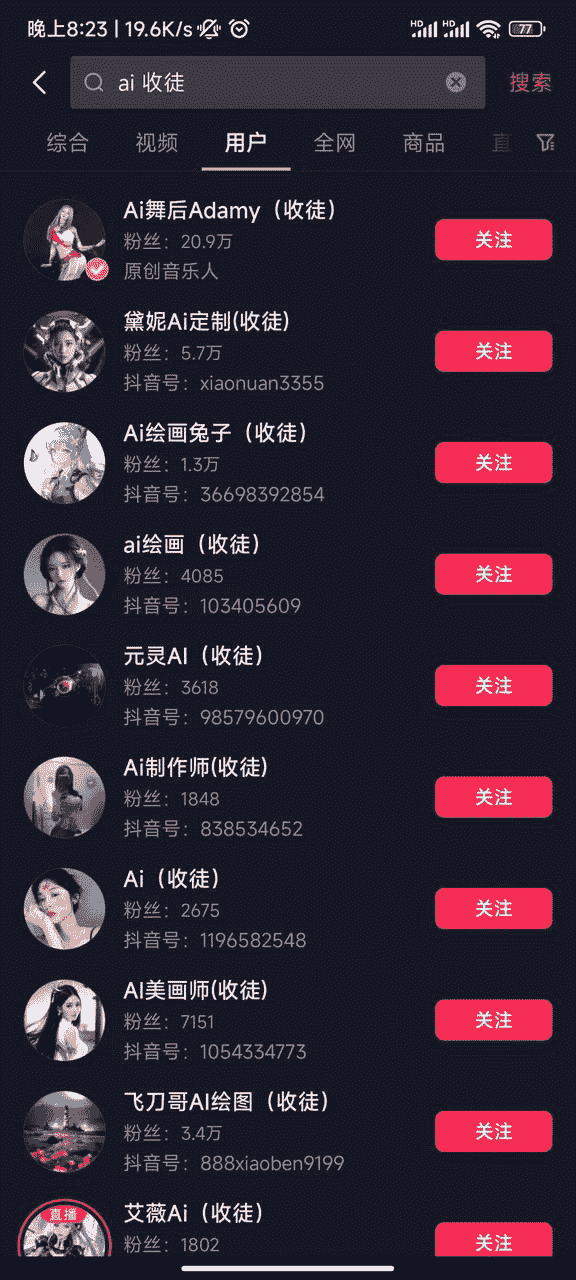 晚上8:23 | 19.6K/s
HD HD 77
ai 收徒 搜索
综合 视频 用户 全网 商品 直
Ai舞后Adamy（收徒）
粉丝：20.9万
原创音乐人
关注
黛妮Ai定制(收徒)
粉丝：5.7万
抖音号：xiaonuan3355
关注
Ai绘画兔子（收徒）
粉丝：1.3万
抖音号：36698392854
关注
ai绘画（收徒）
粉丝：4085
抖音号：103405609
关注
元灵AI（收徒）
粉丝：3618
抖音号：98579600970
关注
Ai制作师(收徒)
粉丝：1848
抖音号：838534652
关注
Ai（收徒）
粉丝：2675
抖音号：1196582548
关注
AI美画师(收徒)
粉丝：7151
抖音号：1054334773
关注
飞刀哥AI绘图（收徒）
粉丝：3.4万
抖音号：888xiaoben9199
关注
直播
艾薇Ai（收徒）
粉丝：1802
关注